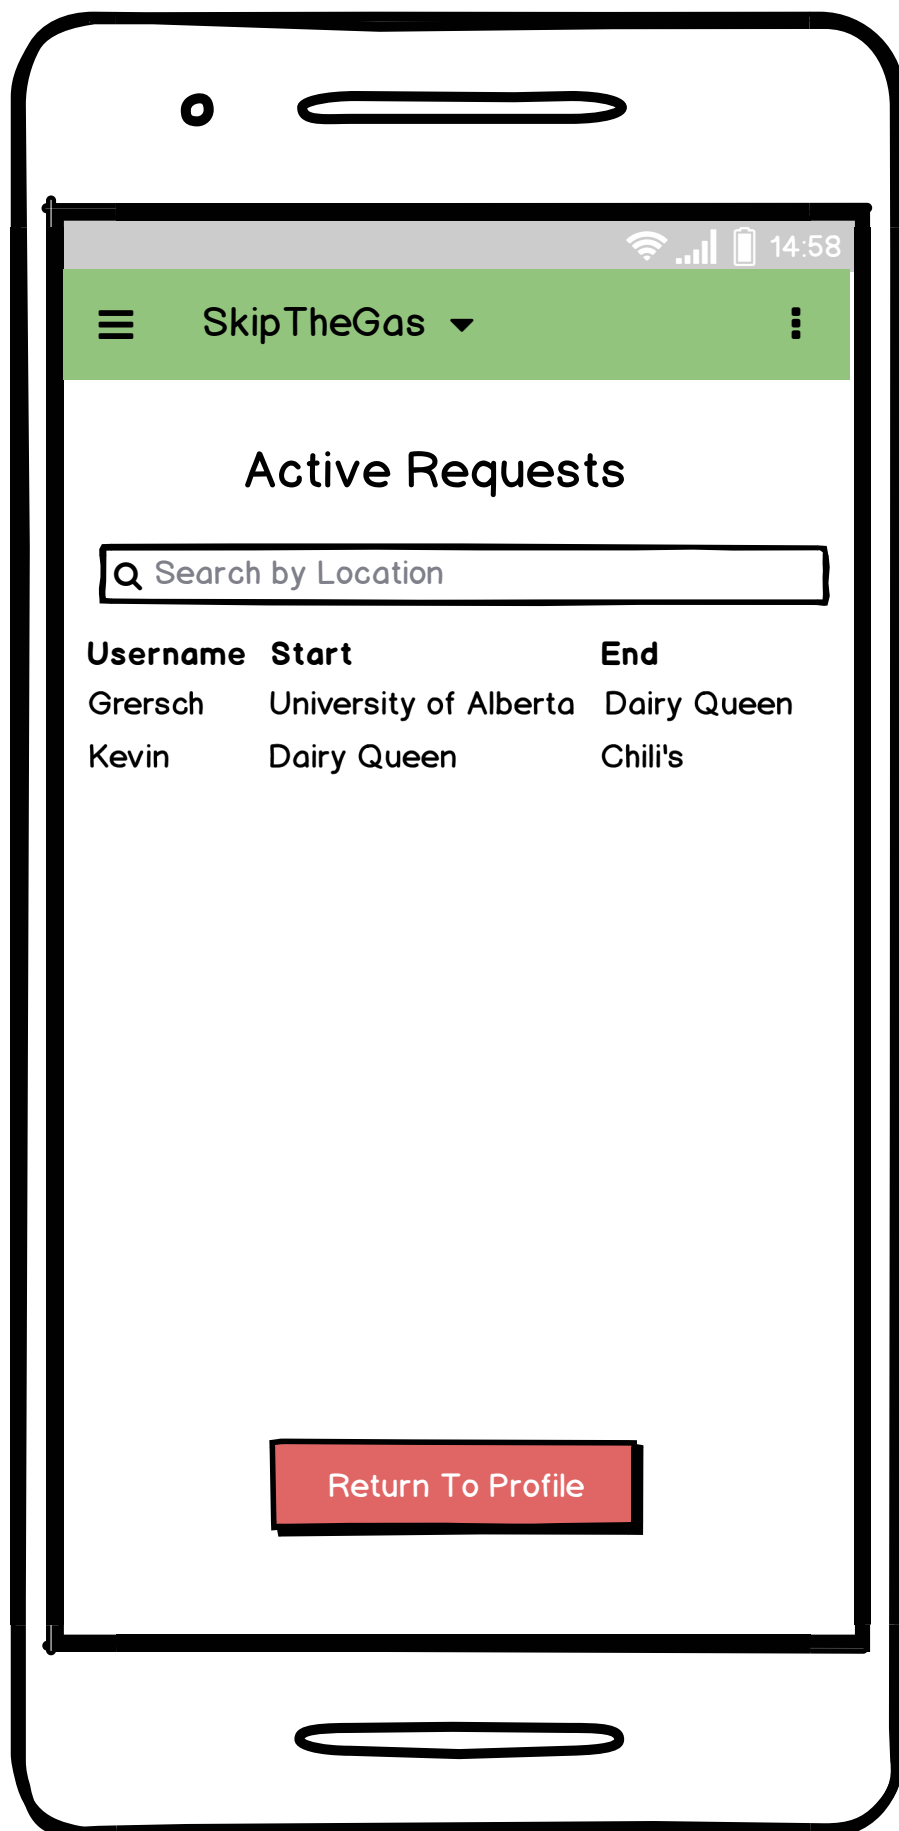 14:58
SkipTheGas
Active Requests
Search by Location
Username Start End
Grersch University of Alberta Dairy Queen
Kevin Dairy Queen Chili's
Return To Profile